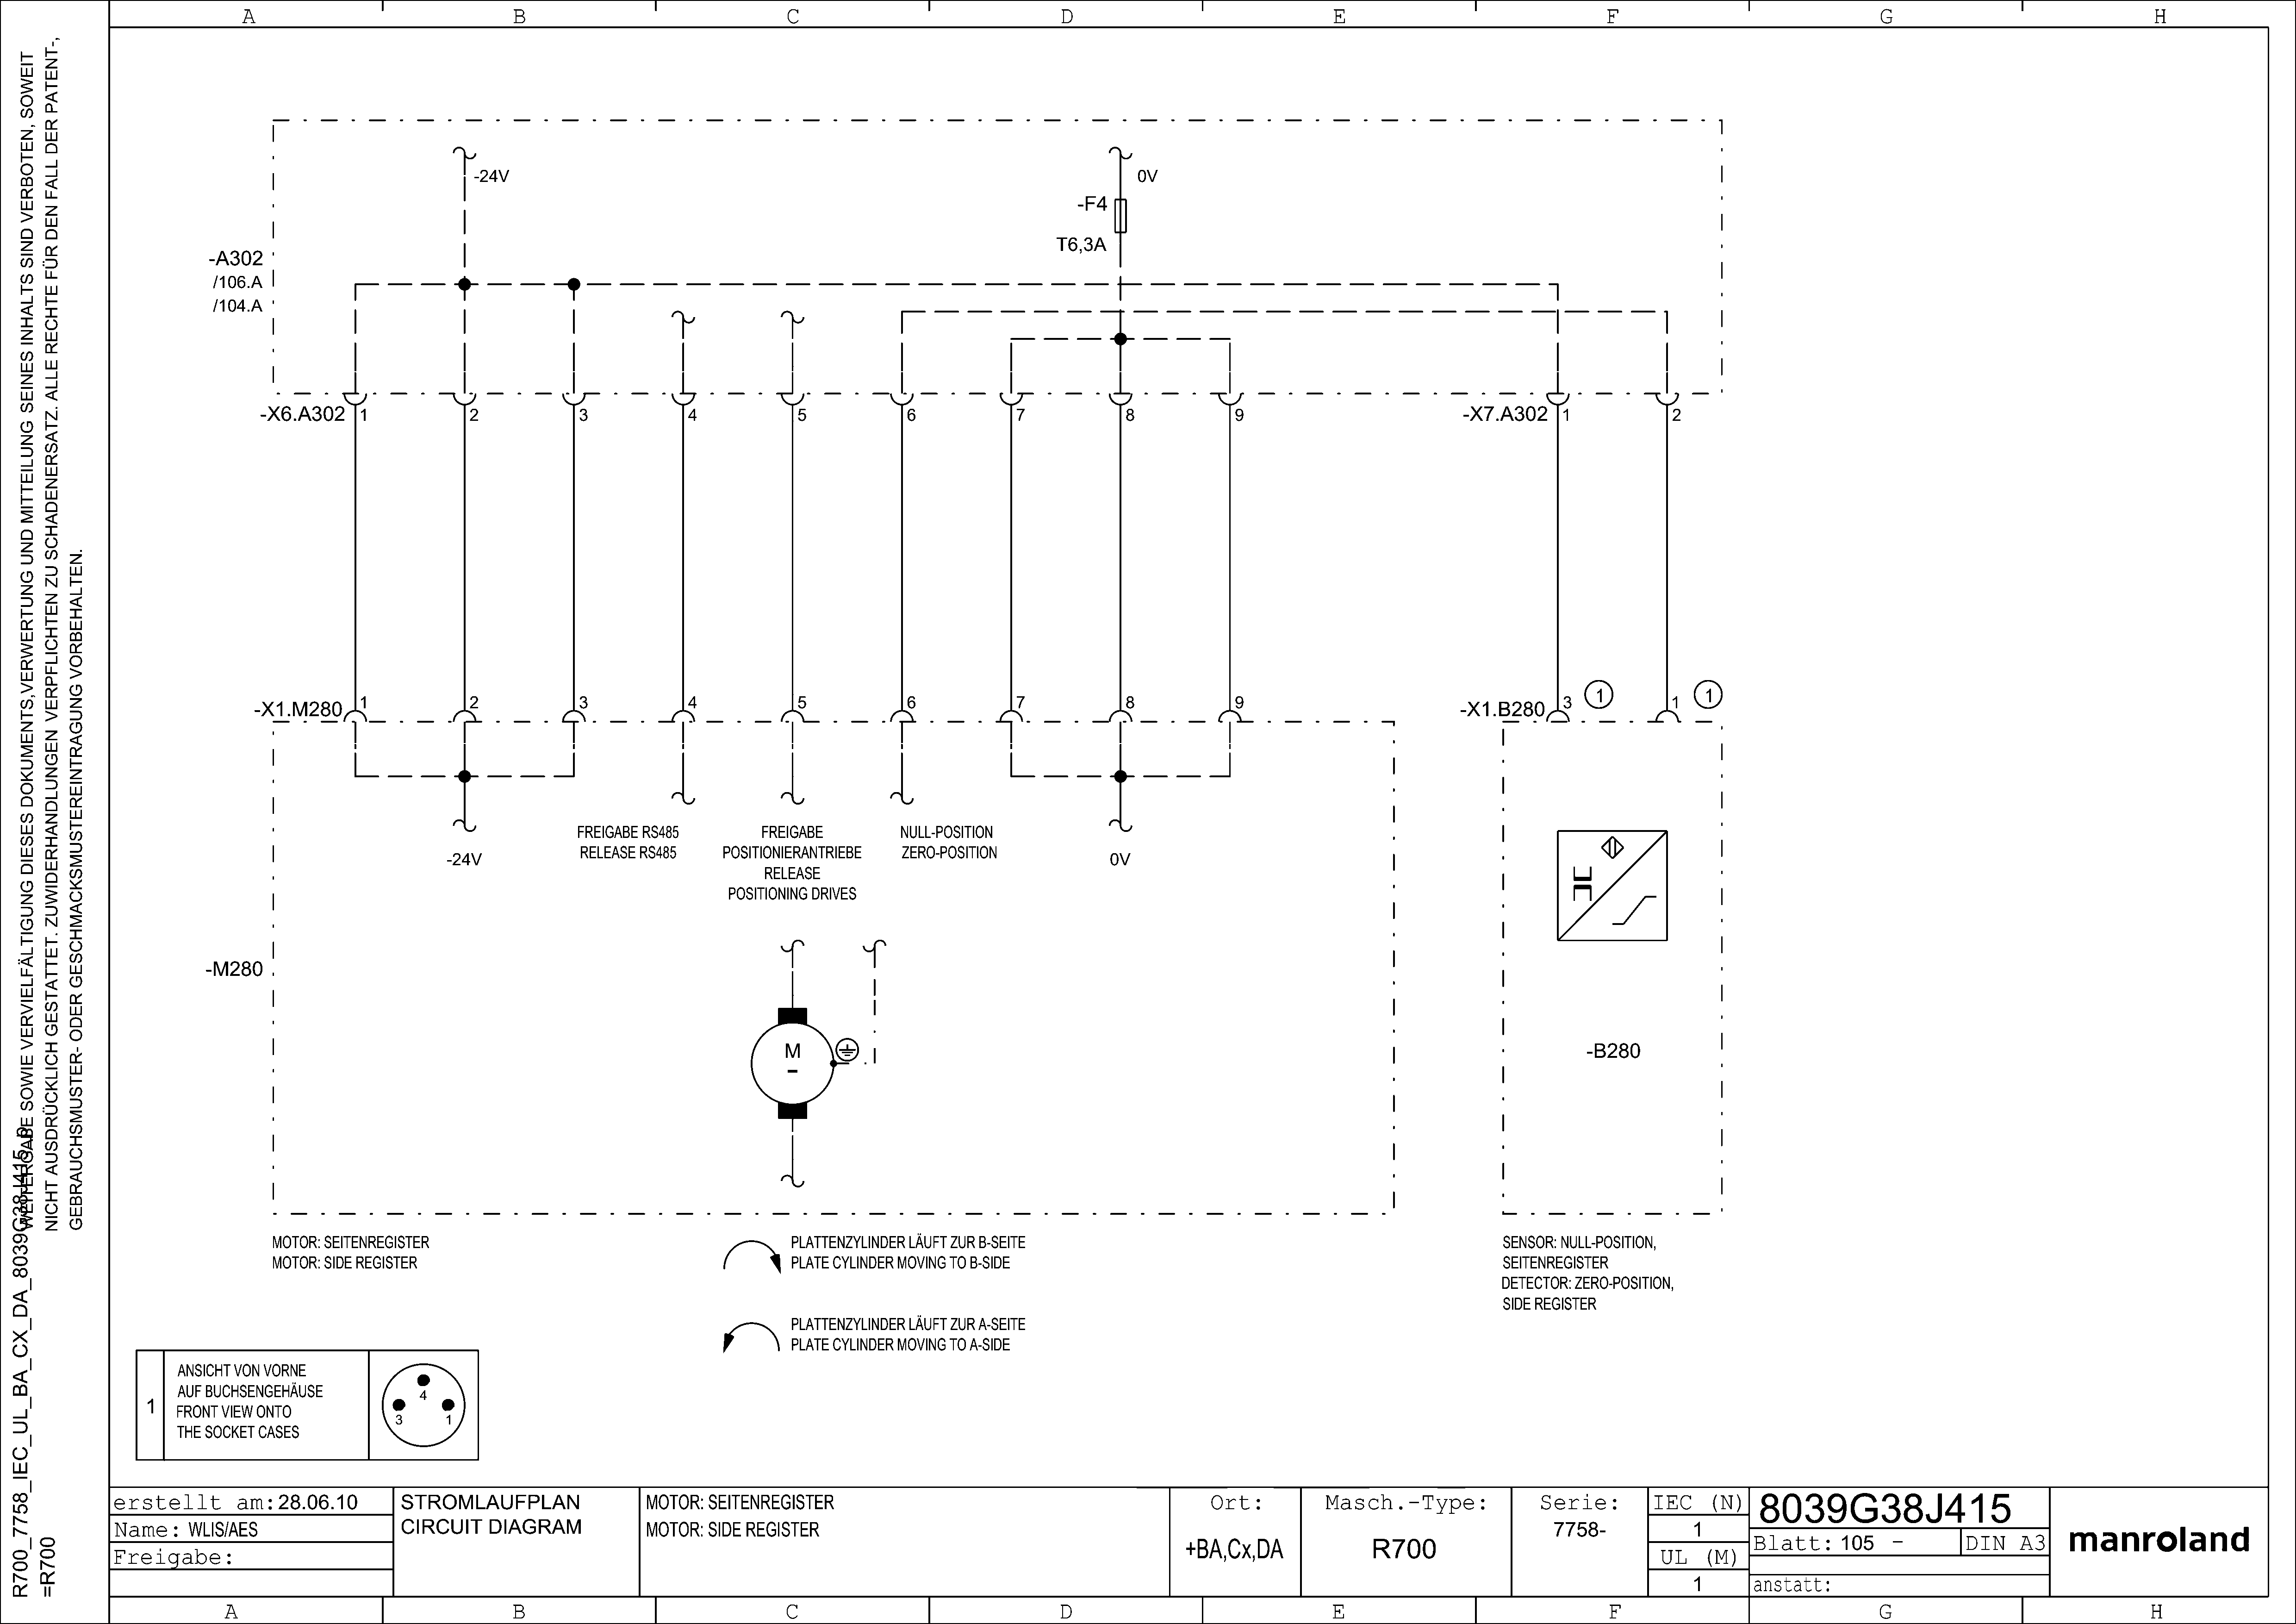 A B C D E F G H
WEITERGABE SOWIE VERVIELFÄLTIGUNG DIESES DOKUMENTS,VERWERTUNG UND MITTEILUNG SEINES INHALTS SIND VERBOTEN, SOWEIT
NICHT AUSDRÜCKLICH GESTATTET. ZUWIDERHANDLUNGEN VERPFLICHTEN ZU SCHADENERSATZ. ALLE RECHTE FÜR DEN FALL DER PATENT-,
GEBRAUCHSMUSTER- ODER GESCHMACKSMUSTEREINTRAGUNG VORBEHALTEN.
R700_7758_IEC_UL_BA_CX_DA_8039G38J415_p
=R700
-24V
0V
-F4
T6,3A
-A302
/106.A
/104.A
-X6.A302 1 2 3 4 5 6 7 8 9
-X7.A302 1 2
-X1.M280 1 2 3 4 5 6 7 8 9
-X1.B280 3 1 1 1
FREIGABE RS485
RELEASE RS485
FREIGABE
POSITIONIERANTRIEBE
RELEASE
POSITIONING DRIVES
NULL-POSITION
ZERO-POSITION
-24V
0V
-M280
M
-B280
MOTOR: SEITENREGISTER
MOTOR: SIDE REGISTER
PLATTENZYLINDER LÄUFT ZUR B-SEITE
PLATE CYLINDER MOVING TO B-SIDE
PLATTENZYLINDER LÄUFT ZUR A-SEITE
PLATE CYLINDER MOVING TO A-SIDE
SENSOR: NULL-POSITION,
SEITENREGISTER
DETECTOR: ZERO-POSITION,
SIDE REGISTER
1
ANSICHT VON VORNE
AUF BUCHSENGEHÄUSE
FRONT VIEW ONTO
THE SOCKET CASES
4
3 1
erstellt am: 28.06.10
Name: WLIS/AES
Freigabe:
STROMLAUFPLAN
CIRCUIT DIAGRAM
MOTOR: SEITENREGISTER
MOTOR: SIDE REGISTER
Ort:
+BA,Cx,DA
Masch.-Type:
R700
Serie:
7758-
IEC (N)
1
UL (M)
1
8039G38J415
Blatt: 105 -
DIN A3
anstatt:
manroland
A B C D E F G H